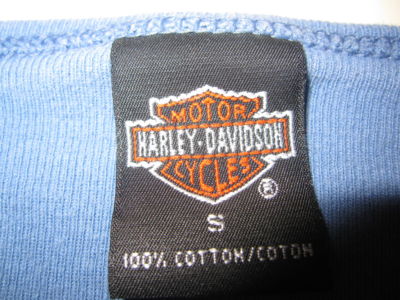 MOTOR
HARLEY-DAVIDSON
CYCLES
®
S
100% COTTON/COTON